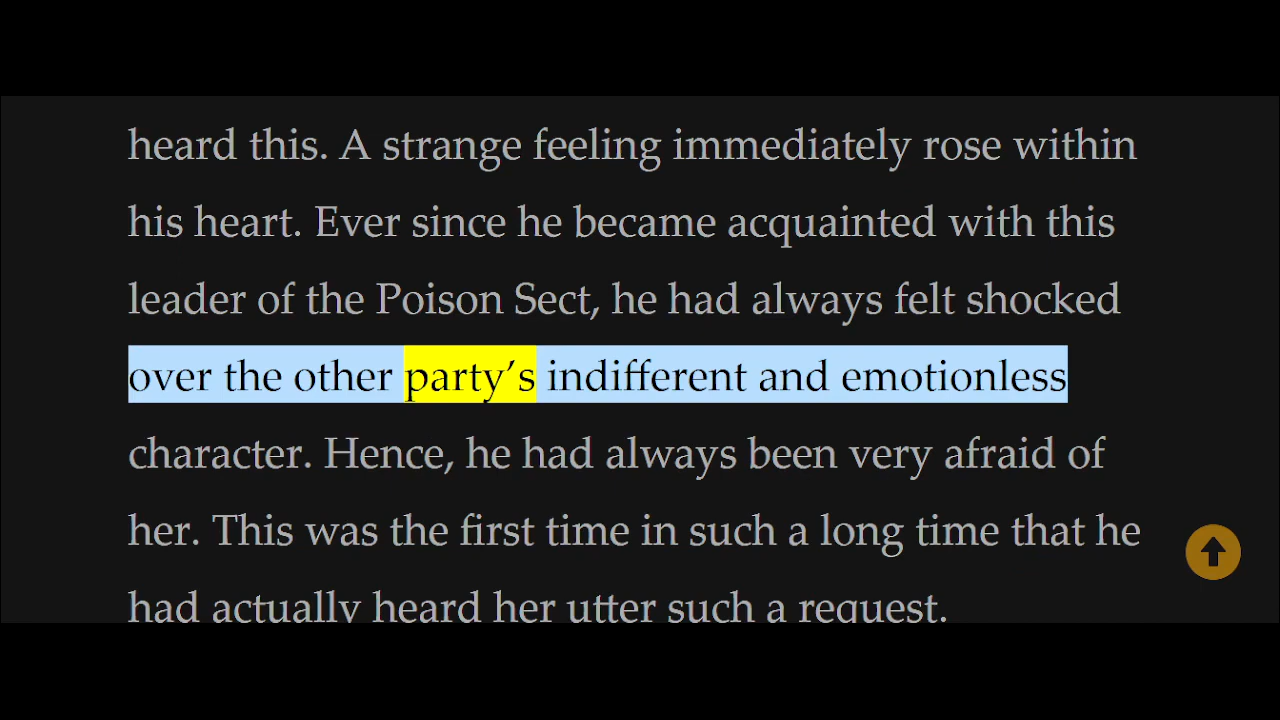 heard this. A strange feeling immediately rose within
his heart. Ever since he became acquainted with this
leader of the Poison Sect, he had always felt shocked
over the other party’s indifferent and emotionless
character. Hence, he had always been very afraid of
her. This was the first time in such a long time that he
had actually heard her utter such a request.